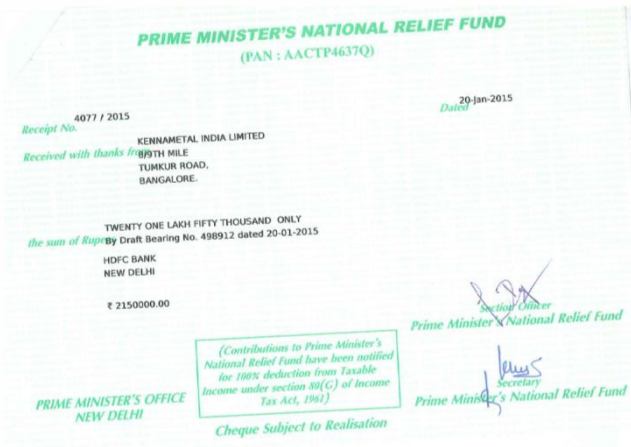 PRIME MINISTER'S NATIONAL RELIEF FUND
(PAN : AACTP4637Q)
Receipt No. 4077 / 2015
Dated 20-Jan-2015
Received with thanks from KENNAMETAL INDIA LIMITED
8/9TH MILE
TUMKUR ROAD,
BANGALORE.
TWENTY ONE LAKH FIFTY THOUSAND ONLY
the sum of Rupees By Draft Bearing No. 498912 dated 20-01-2015
HDFC BANK
NEW DELHI
₹ 2150000.00
Section Officer
Prime Minister's National Relief Fund
(Contributions to Prime Minister's
National Relief Fund have been notified
for 100% deduction from Taxable
Income under section 80(G) of Income
Tax Act, 1961)
Secretary
Prime Minister's National Relief Fund
PRIME MINISTER'S OFFICE
NEW DELHI
Cheque Subject to Realisation